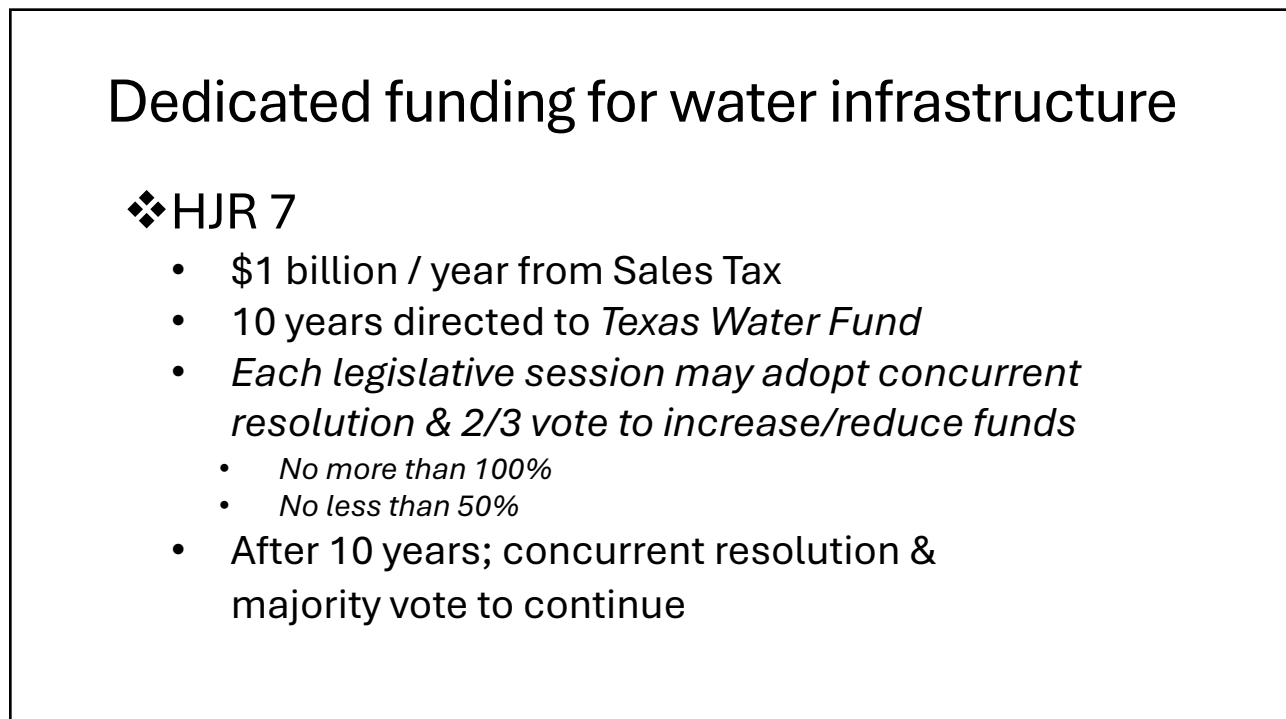 Dedicated funding for water infrastructure
❖HJR 7
• $1 billion / year from Sales Tax
• 10 years directed to Texas Water Fund
• Each legislative session may adopt concurrent
resolution & 2/3 vote to increase/reduce funds
• No more than 100%
• No less than 50%
• After 10 years; concurrent resolution &
majority vote to continue